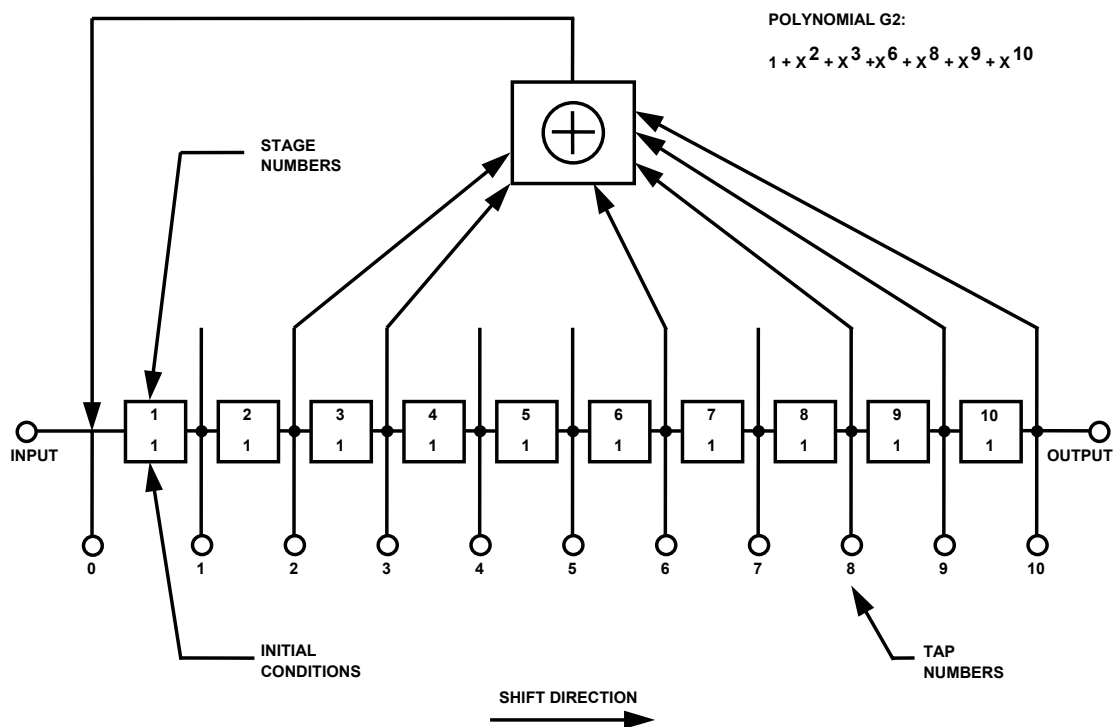 POLYNOMIAL G2:
1 + X2 + X3 +X6 + X8 + X9 + X10
STAGE
NUMBERS
1 2 3 4 5 6 7 8 9 10
1 1 1 1 1 1 1 1 1 1
INPUT
OUTPUT
0 1 2 3 4 5 6 7 8 9 10
INITIAL
CONDITIONS
TAP
NUMBERS
SHIFT DIRECTION